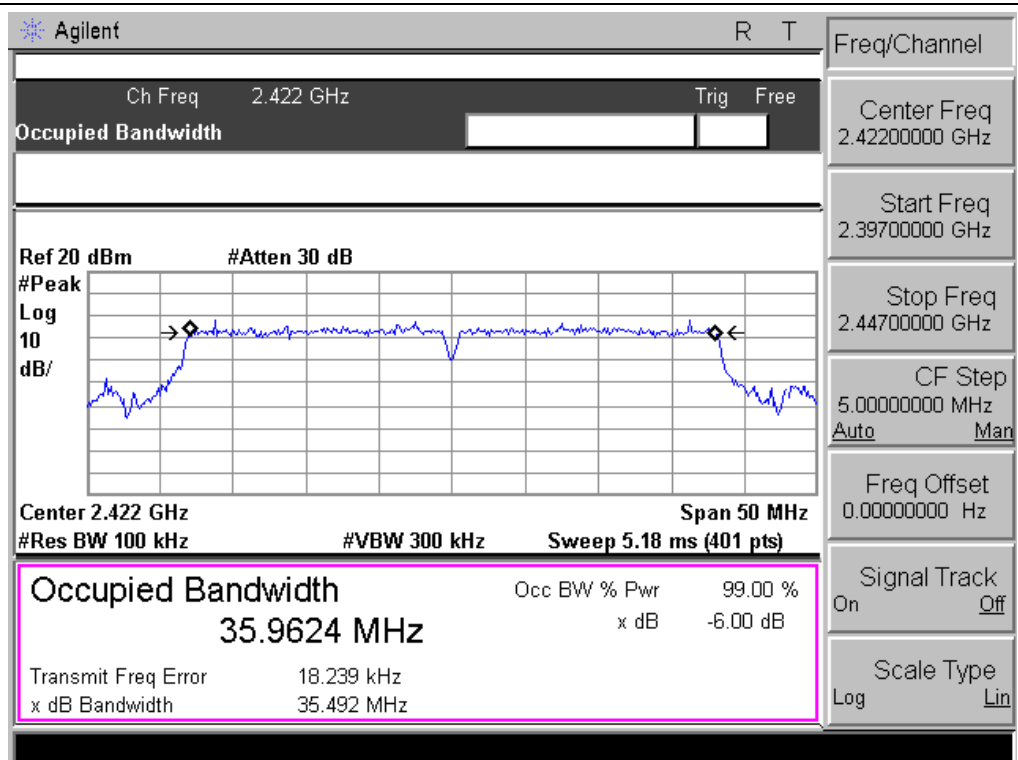 Agilent R T
Ch Freq 2.422 GHz Trig Free
Occupied Bandwidth
Ref 20 dBm #Atten 30 dB
#Peak
Log
10
dB/
Center 2.422 GHz Span 50 MHz
#Res BW 100 kHz #VBW 300 kHz Sweep 5.18 ms (401 pts)
Occupied Bandwidth Occ BW % Pwr 99.00 %
35.9624 MHz x dB -6.00 dB
Transmit Freq Error 18.239 kHz
x dB Bandwidth 35.492 MHz
Freq/Channel
Center Freq
2.42200000 GHz
Start Freq
2.39700000 GHz
Stop Freq
2.44700000 GHz
CF Step
5.00000000 MHz
Auto Man
Freq Offset
0.00000000 Hz
Signal Track
On Off
Scale Type
Log Lin